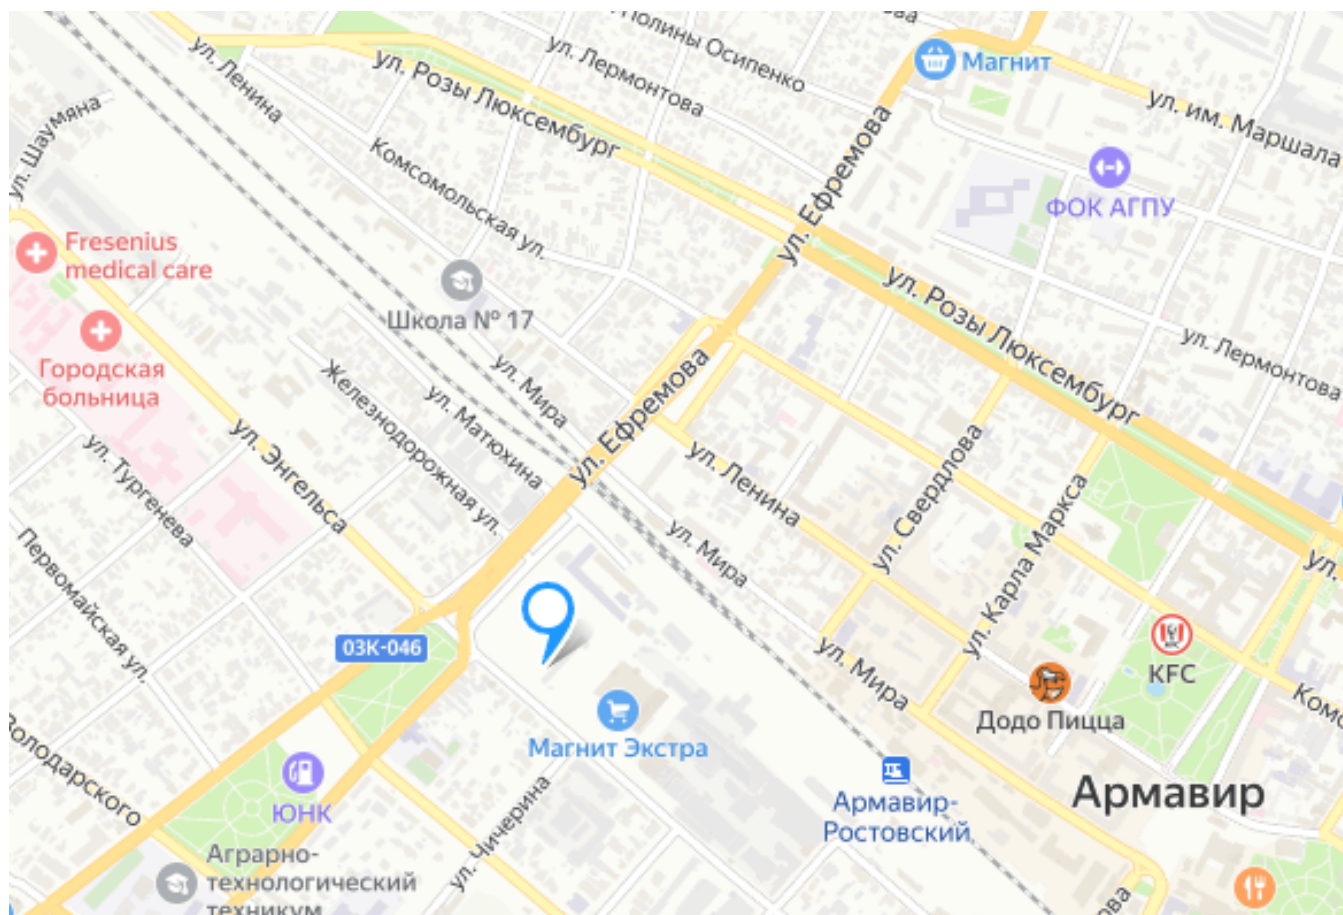 Полины Осипенко
ул. Лермонтова
Магнит
ул. Ленина
ул. Розы Люксембург
ул. им. Маршала
ул. Шаумяна
Комсомольская ул.
ул. Ефремова
ФОК АГПУ
Fresenius
medical care
Школа № 17
ул. Розы Люксембург
ул. Лермонтова
Городская
больница
Железнодорожная ул.
ул. Матюхина
ул. Мира
ул. Ефремова
ул. Энгельса
ул. Тургенева
ул. Ленина
ул. Свердлова
ул. Карла Маркса
ул. Мира
ул.
Первомайская ул.
03К-046
ул. Мира
KFC
Додо Пицца
Магнит Экстра
Володарского
ЮНК
Армавир-
Ростовский
Армавир
ул. Чичерина
Аграрно-
технологический
техникум